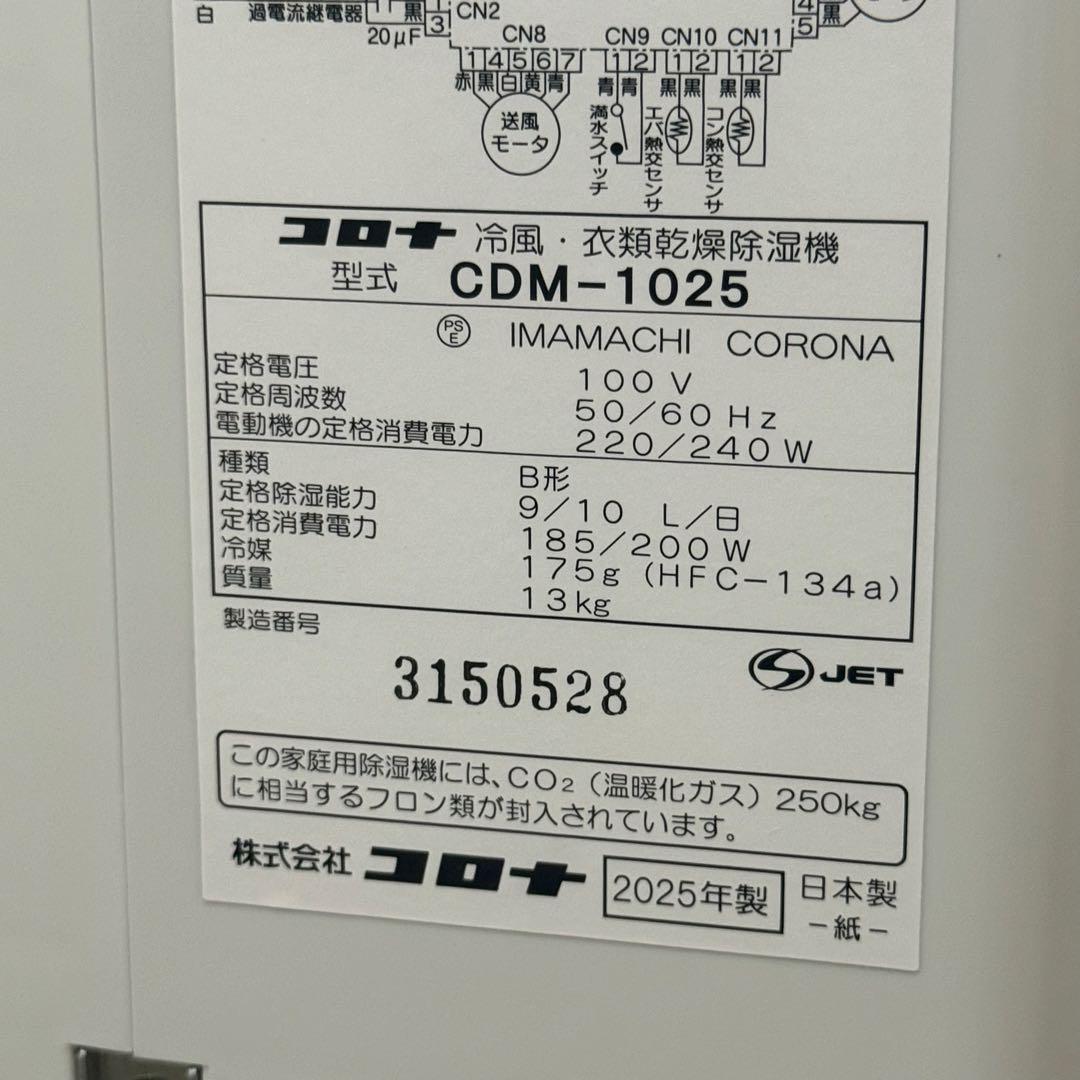 白 過電流継電器 黒 3 CN2 4 5 黒
20μF
CN8 CN9 CN10 CN11
1 4 5 6 7 1 2 1 2 1 2
赤 黒 白 黄 青 青 青 黒 黒 黒 黒
送風
モータ
満水スイッチ
エバ熱交センサ
コン熱交センサ
コロナ 冷風・衣類乾燥除湿機
型式 CDM-1025
PS
E IMAMACHI CORONA
定格電圧 100 V
定格周波数 50/60 Hz
電動機の定格消費電力 220/240 W
種類 B形
定格除湿能力 9/10 L/日
定格消費電力 185/200 W
冷媒 175g (HFC-134a)
質量 13kg
製造番号
3150528
JET
この家庭用除湿機には、CO₂(温暖化ガス)250kg
に相当するフロン類が封入されています。
株式会社 コロナ 2025年製 日本製
-紙-